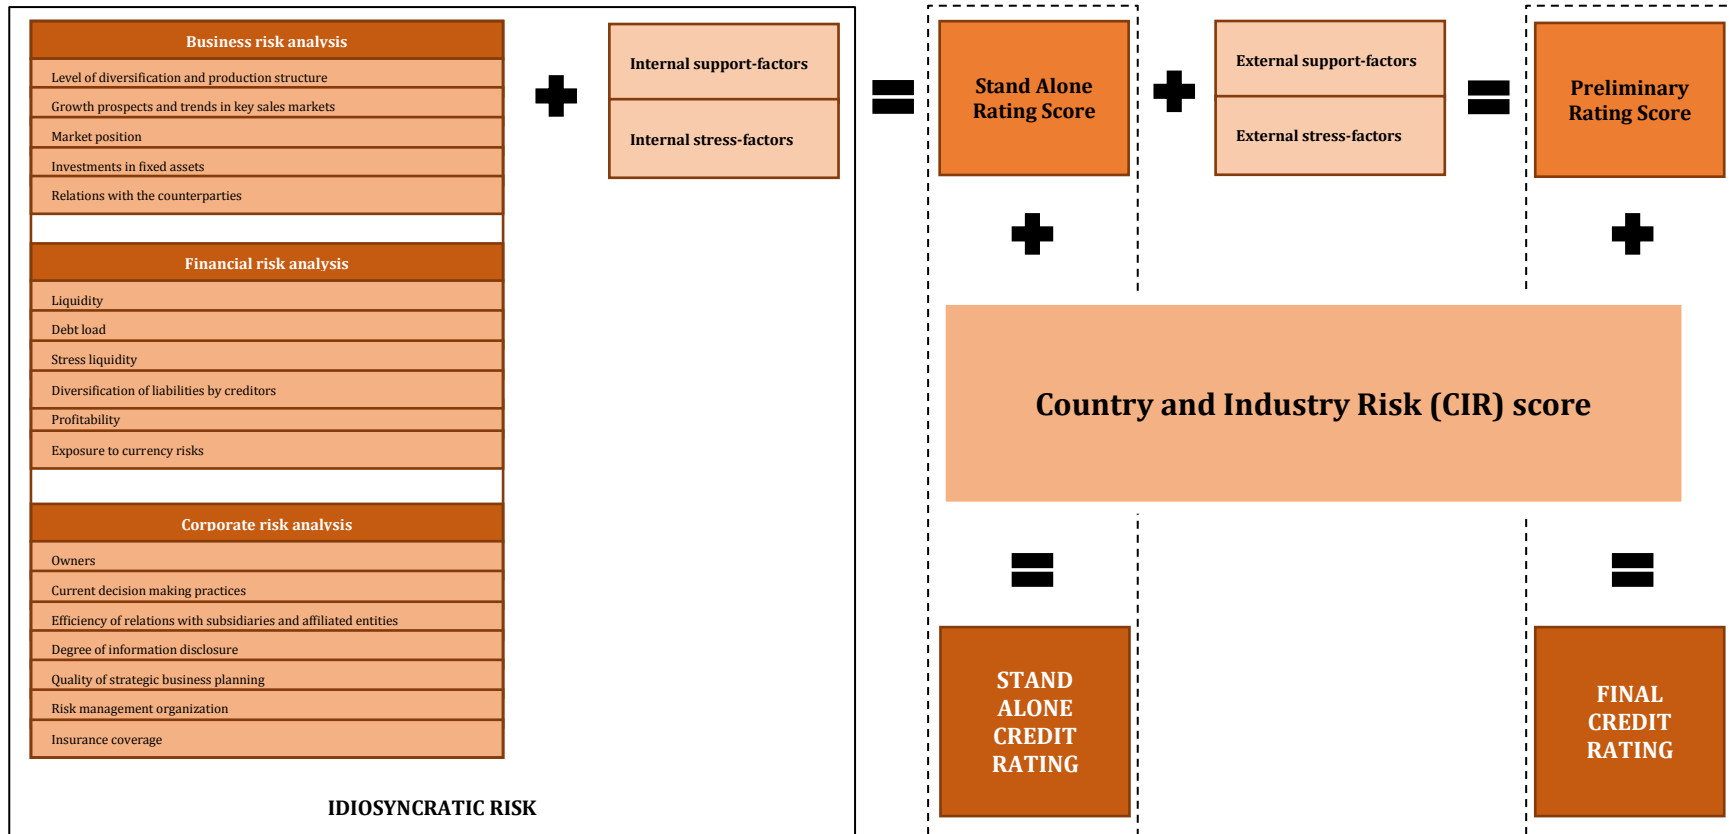 Business risk analysis
Level of diversification and production structure
Growth prospects and trends in key sales markets
Market position
Investments in fixed assets
Relations with the counterparties
Financial risk analysis
Liquidity
Debt load
Stress liquidity
Diversification of liabilities by creditors
Profitability
Exposure to currency risks
Corporate risk analysis
Owners
Current decision making practices
Efficiency of relations with subsidiaries and affiliated entities
Degree of information disclosure
Quality of strategic business planning
Risk management organization
Insurance coverage
IDIOSYNCRATIC RISK
Internal support-factors
Internal stress-factors
Stand Alone
Rating Score
External support-factors
External stress-factors
Preliminary
Rating Score
Country and Industry Risk (CIR) score
STAND
ALONE
CREDIT
RATING
FINAL
CREDIT
RATING